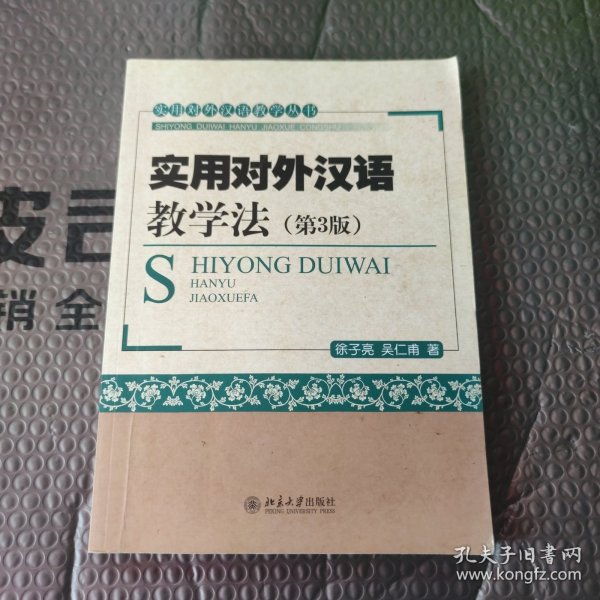 实用对外汉语教学丛书
SHIYONG DUIWAI HANYU JIAOXUE CONGSHU
实用对外汉语
教学法（第3版）
SHIYONG DUIWAI
HANYU
JIAOXUEFA
徐子亮 吴仁甫 著
北京大学出版社
PEKING UNIVERSITY PRESS
销 全
孔夫子旧书网
www.kongfz.com